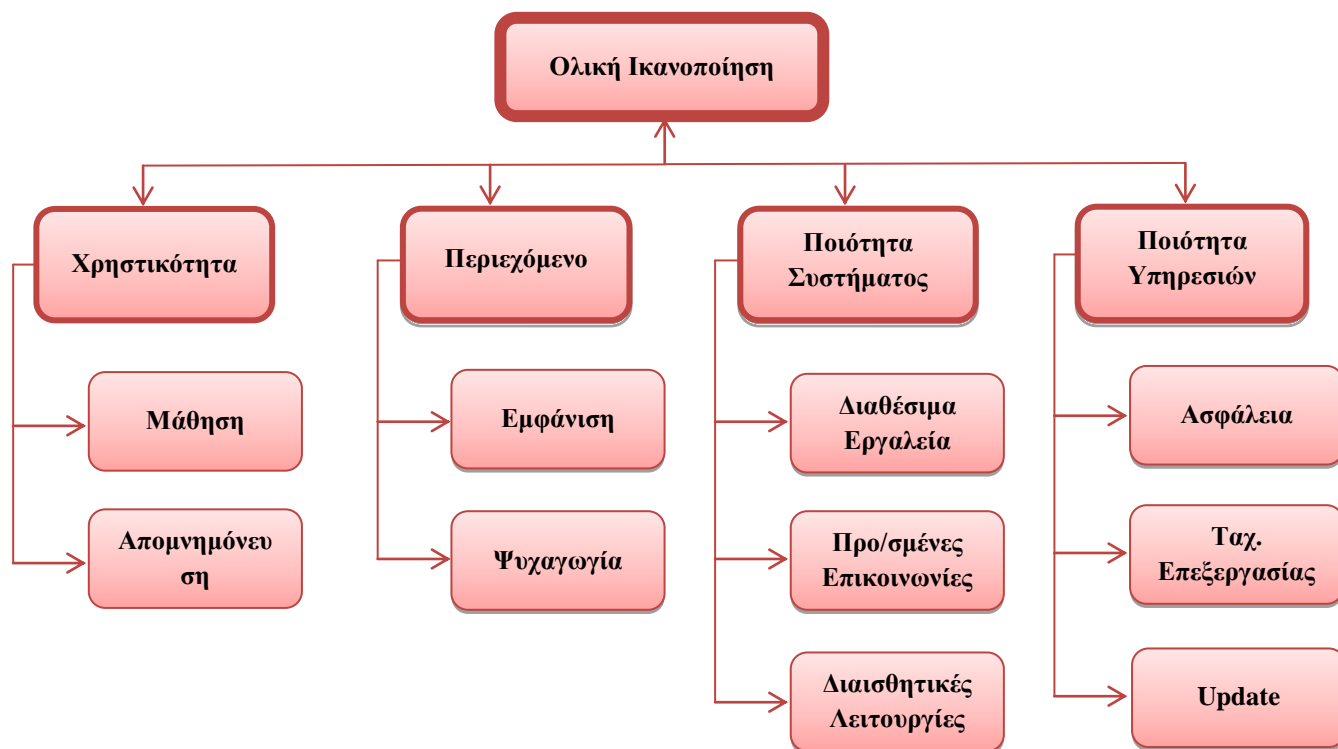 Ολική Ικανοποίηση
Χρηστικότητα
Περιεχόμενο
Ποιότητα
Συστήματος
Ποιότητα
Υπηρεσιών
Μάθηση
Απομνημόνευ
ση
Εμφάνιση
Ψυχαγωγία
Διαθέσιμα
Εργαλεία
Προ/σμένες
Επικοινωνίες
Διαισθητικές
Λειτουργίες
Ασφάλεια
Ταχ.
Επεξεργασίας
Update